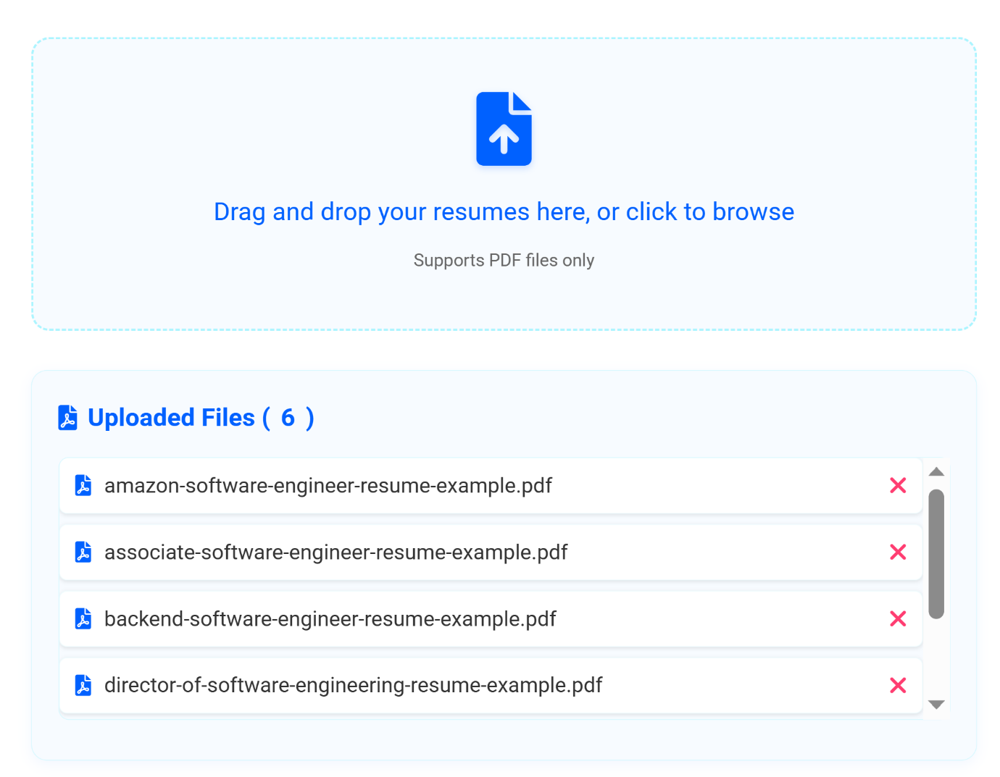 Drag and drop your resumes here, or click to browse
Supports PDF files only
Uploaded Files ( 6 )
amazon-software-engineer-resume-example.pdf
associate-software-engineer-resume-example.pdf
backend-software-engineer-resume-example.pdf
director-of-software-engineering-resume-example.pdf